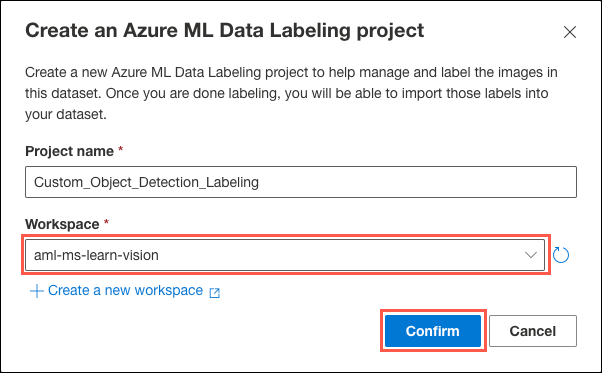 Create an Azure ML Data Labeling project
Create a new Azure ML Data Labeling project to help manage and label the images in
this dataset. Once you are done labeling, you will be able to import those labels into
your dataset.
Project name *
Custom_Object_Detection_Labeling
Workspace *
aml-ms-learn-vision
Create a new workspace
Confirm Cancel